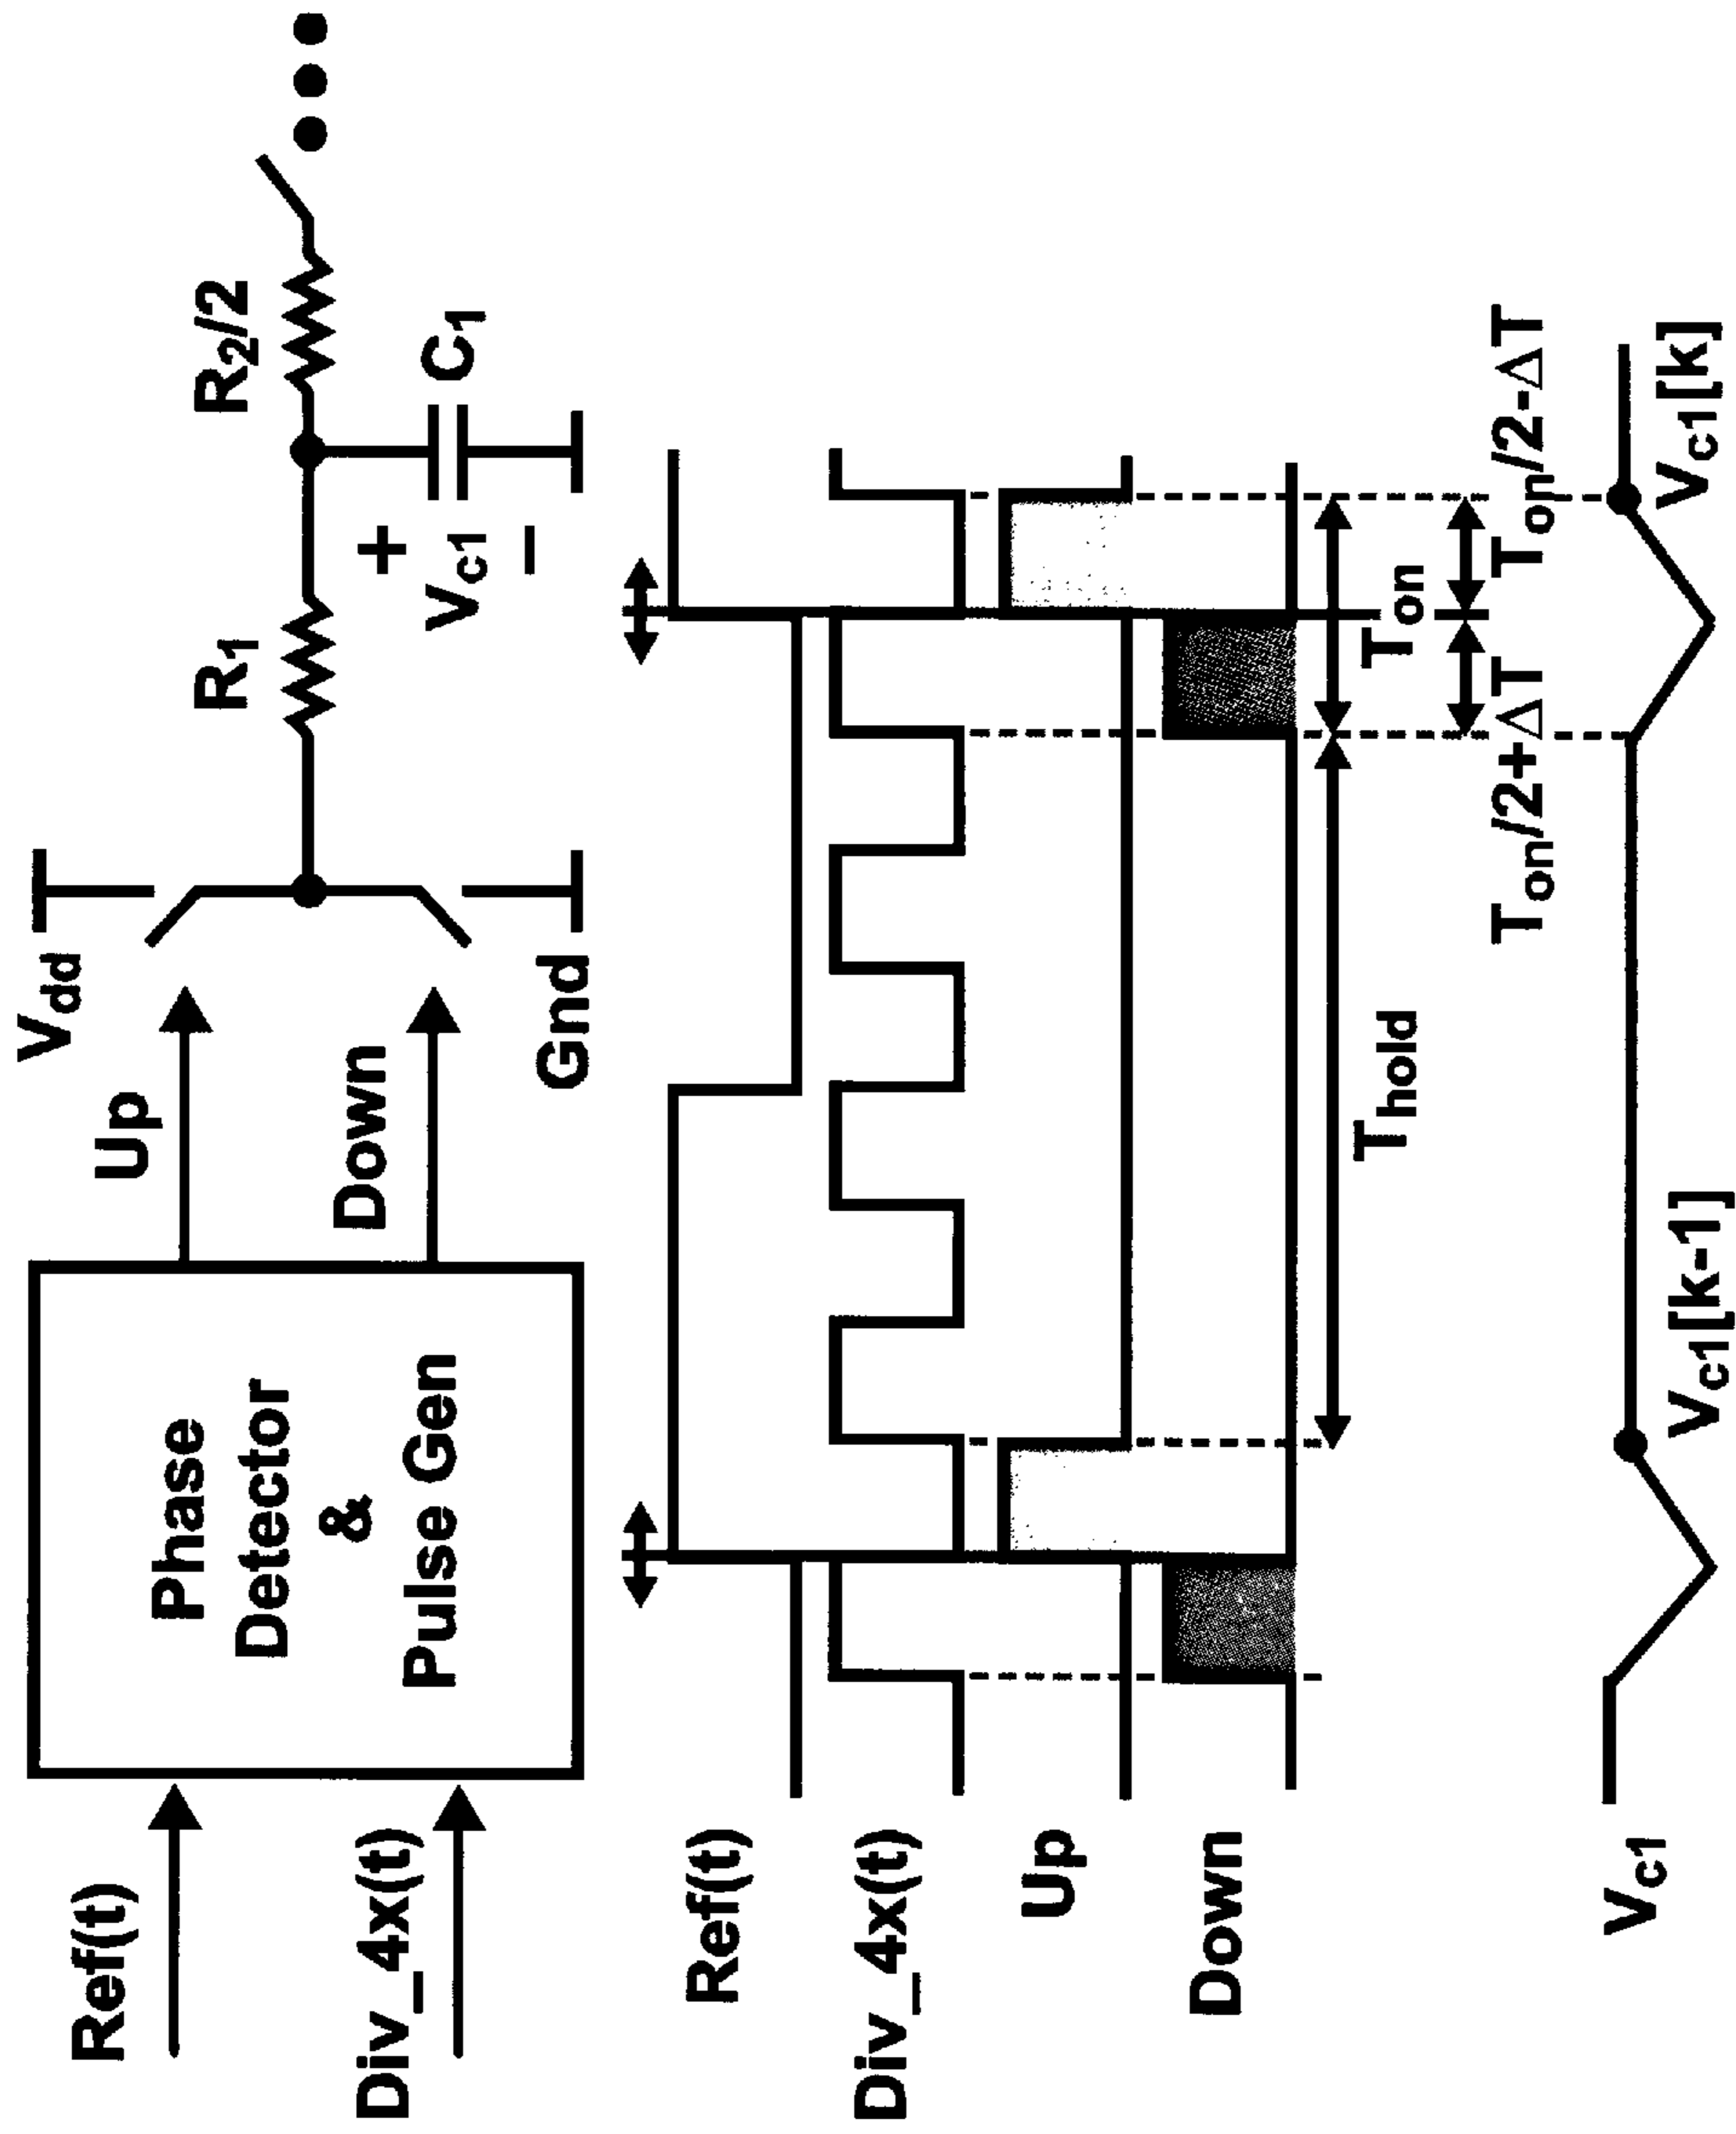 Ref(t)
Div_4x(t)
Phase
Detector
&
Pulse Gen
Up
Down
Vdd
Gnd
R1
R2/2
+
Vc1
−
C1
Ref(t)
Div_4x(t)
Up
Down
Thold
Ton
Ton/2+ΔT
Ton/2-ΔT
Vc1
Vc1[k-1]
Vc1[k]